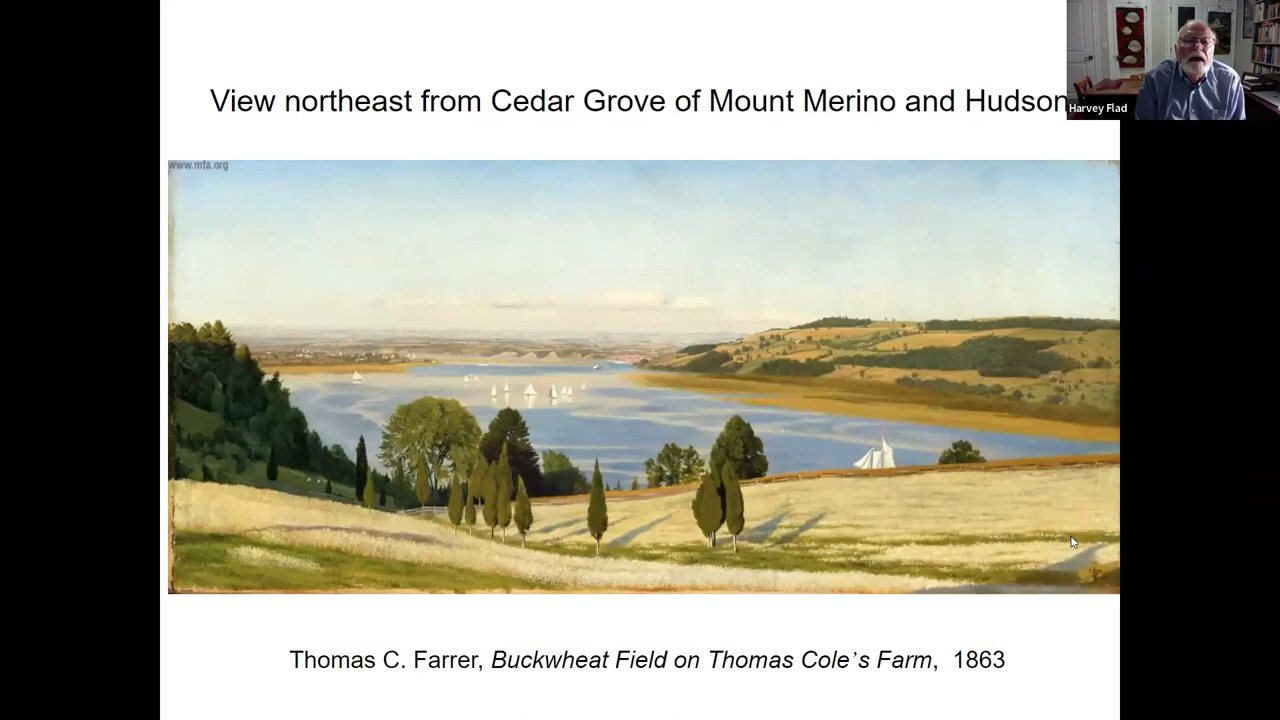 View northeast from Cedar Grove of Mount Merino and Hudson
Harvey Flad
www.mfa.org
Thomas C. Farrer, Buckwheat Field on Thomas Cole’s Farm, 1863